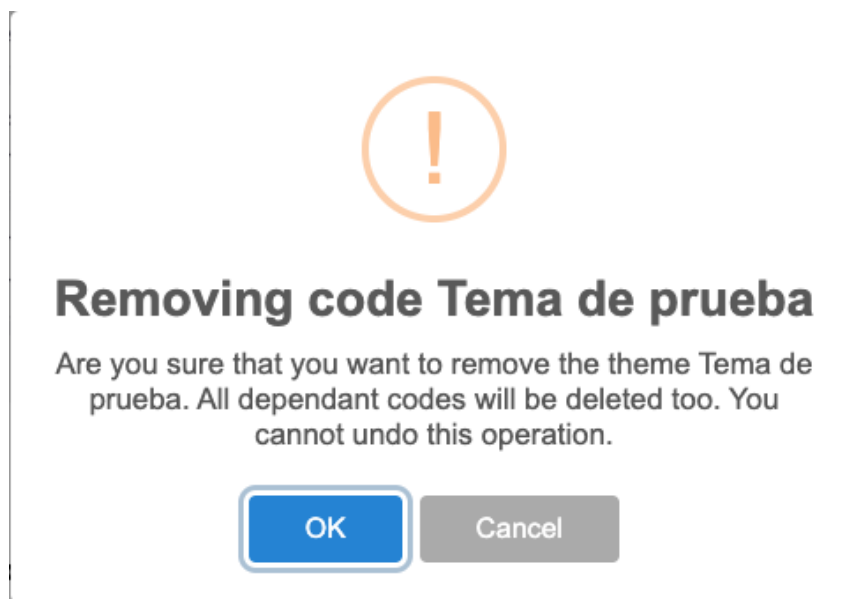 !
Removing code Tema de prueba
Are you sure that you want to remove the theme Tema de
prueba. All dependant codes will be deleted too. You
cannot undo this operation.
OK
Cancel